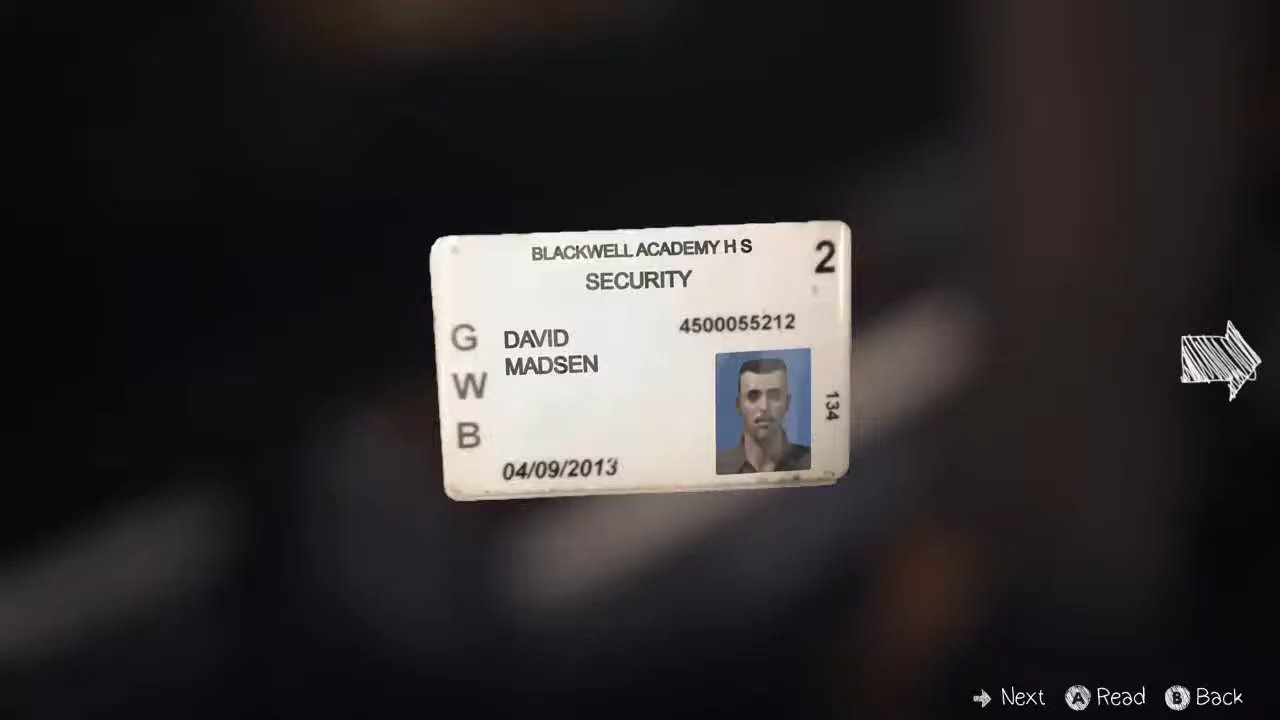 BLACKWELL ACADEMY H S
2
SECURITY
4500055212
G
DAVID
W
MADSEN
134
B
04/09/2013
Next
A Read
B Back